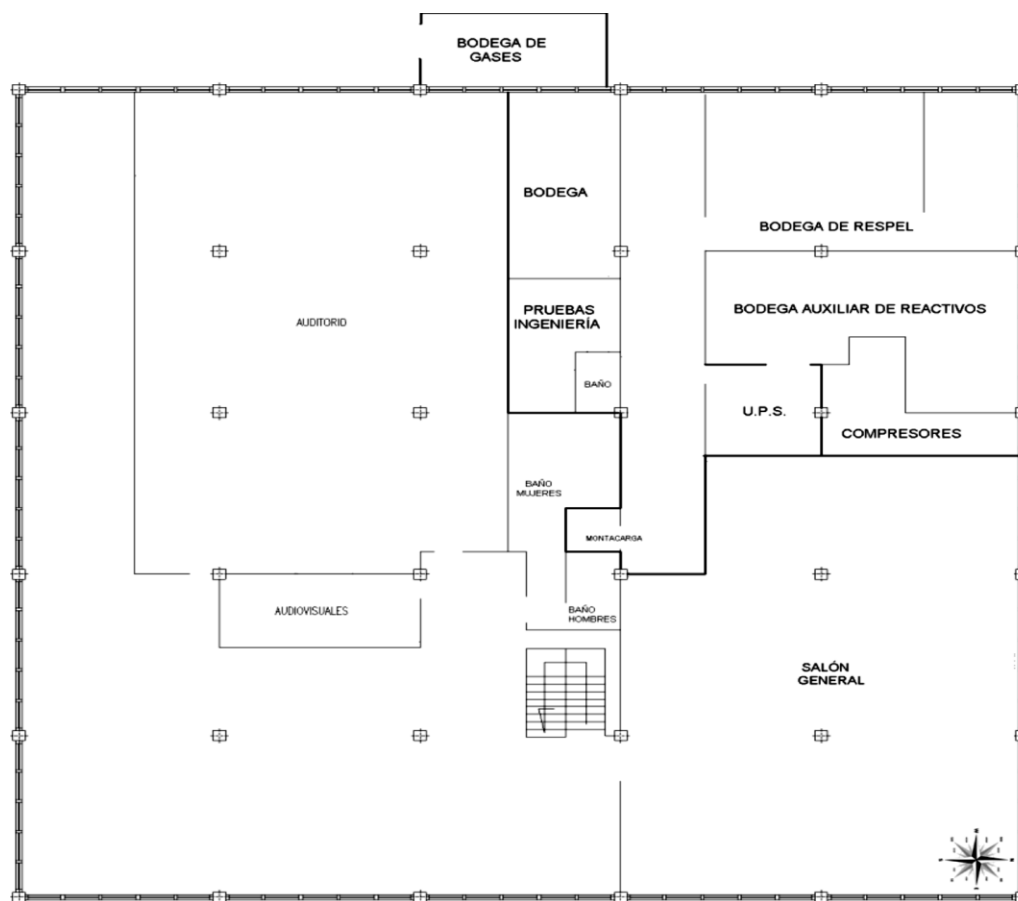 BODEGA DE
GASES
BODEGA
BODEGA DE RESPEL
PRUEBAS
INGENIERÍA
BODEGA AUXILIAR DE REACTIVOS
AUDITORIO
BAÑO
U.P.S.
COMPRESORES
BAÑO
MUJERES
MONTACARGA
AUDIOVISUALES
BAÑO
HOMBRES
SALÓN
GENERAL